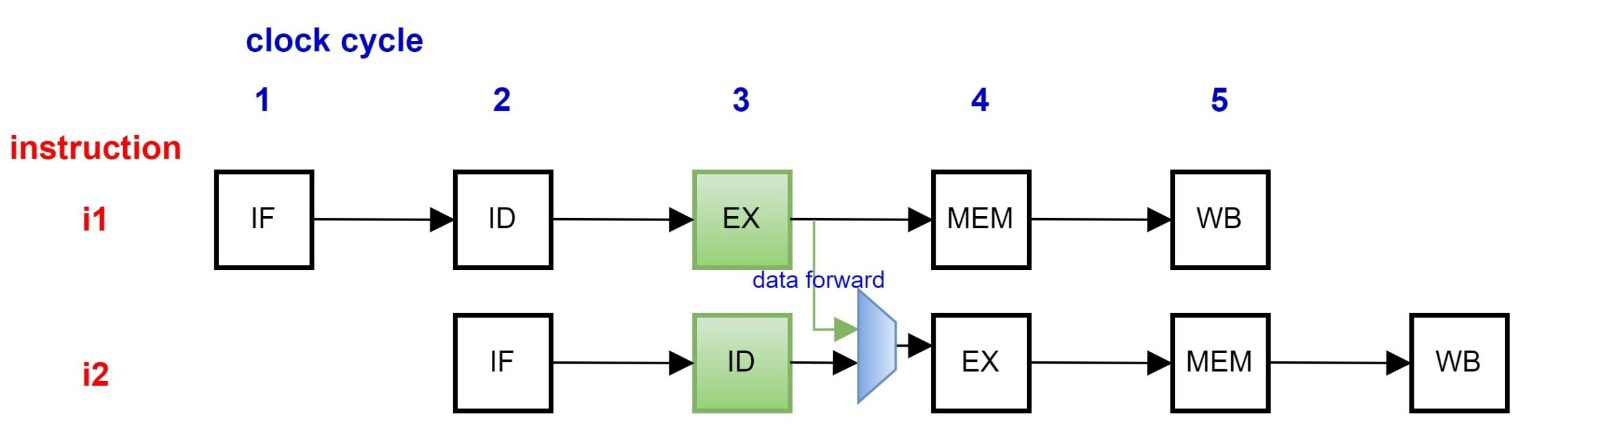 clock cycle
1 2 3 4 5
instruction
i1 IF ID EX MEM WB
data forward
i2 IF ID EX MEM WB